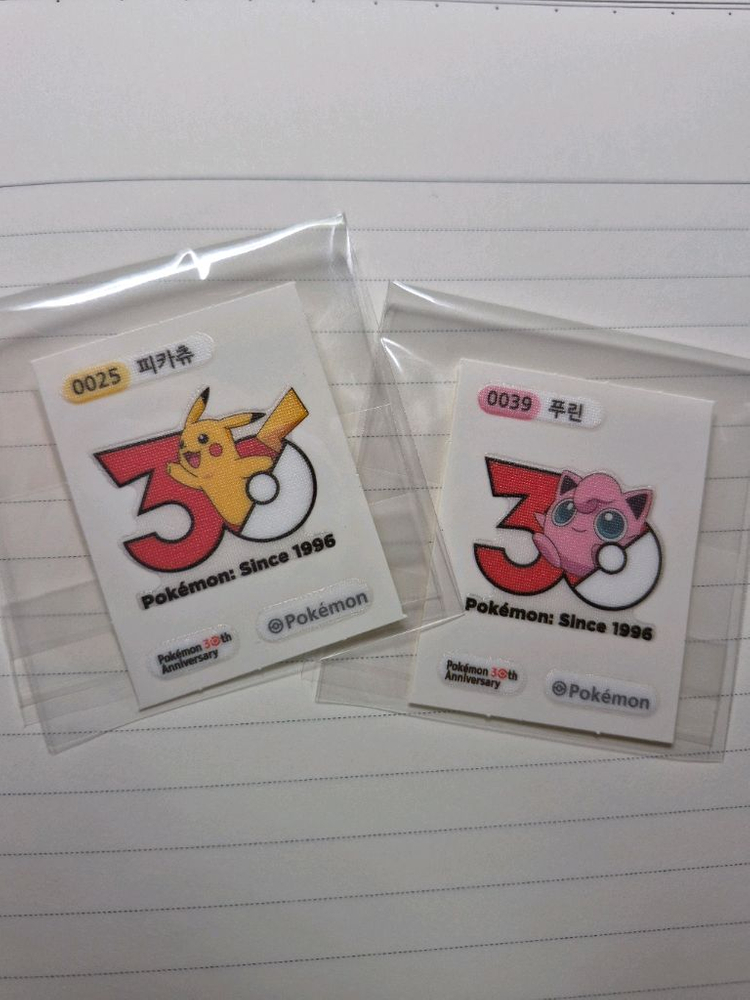 0025 피카츄
30
Pokémon: Since 1996
Pokémon 30th
Anniversary
Pokémon
0039 푸린
30
Pokémon: Since 1996
Pokémon 30th
Anniversary
Pokémon